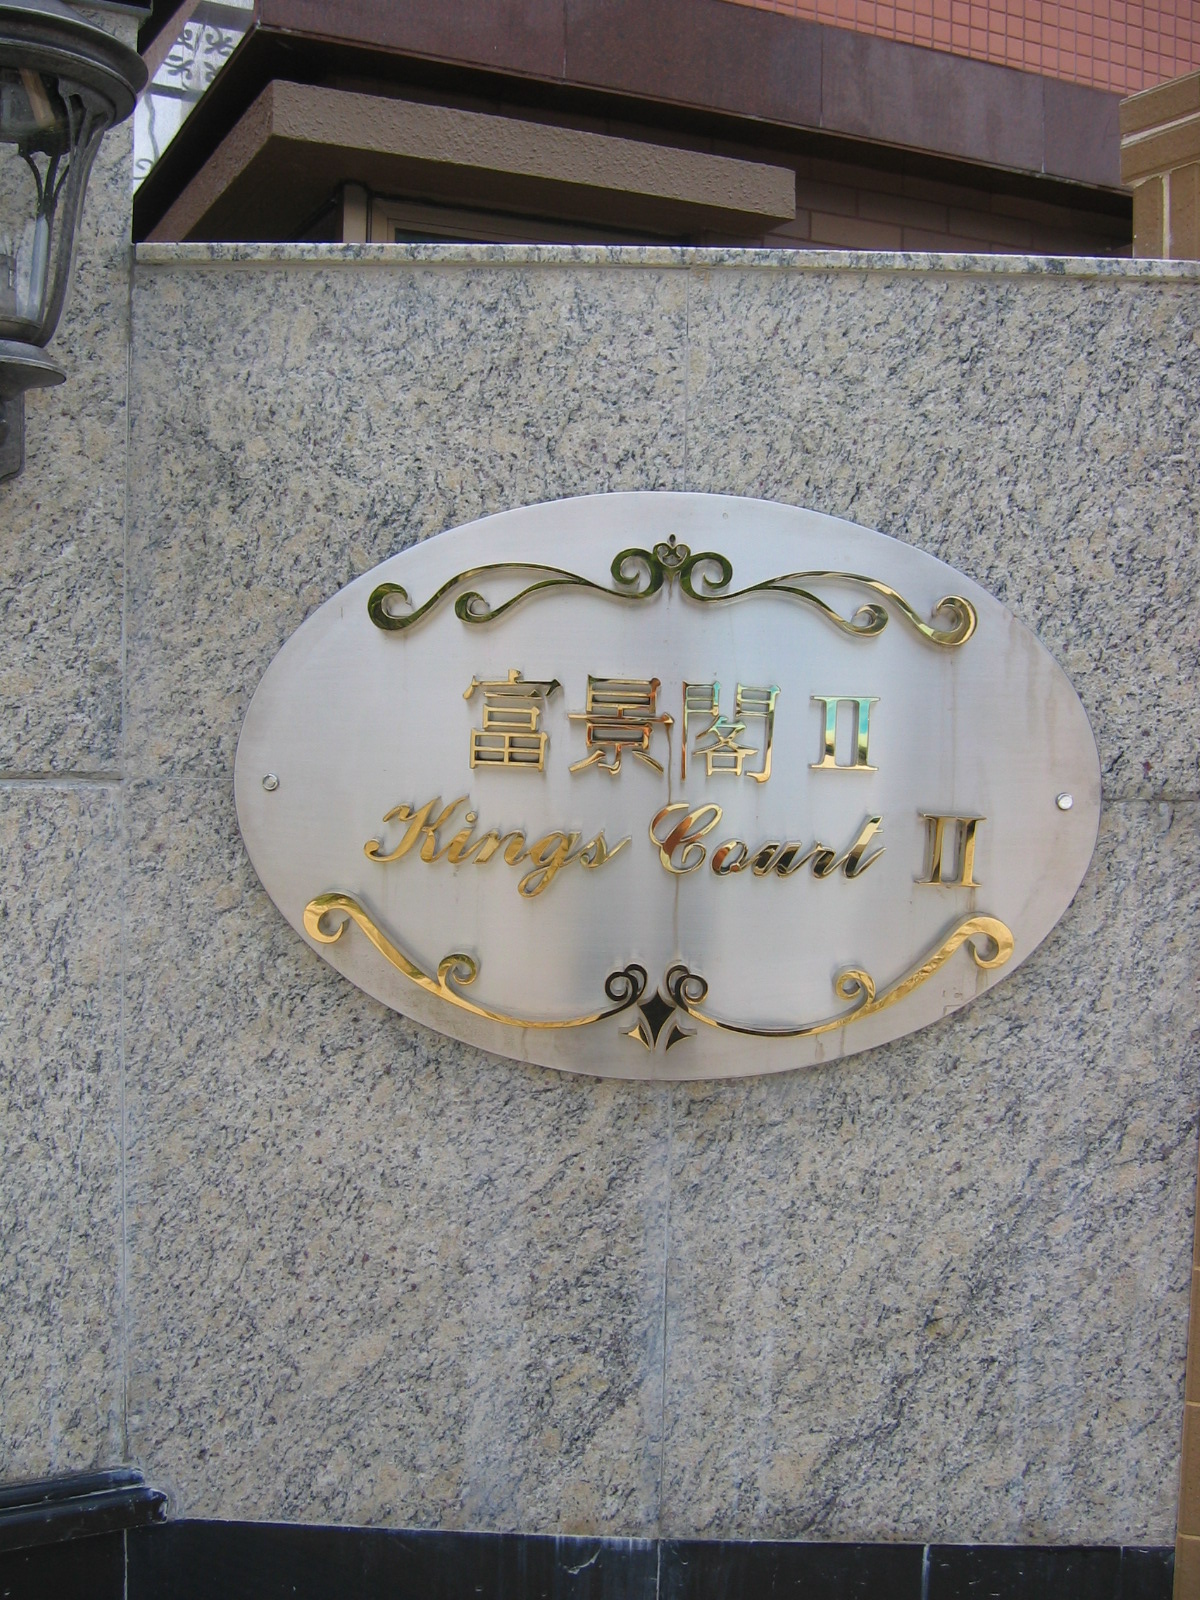 富景閣 II
Kings Court II